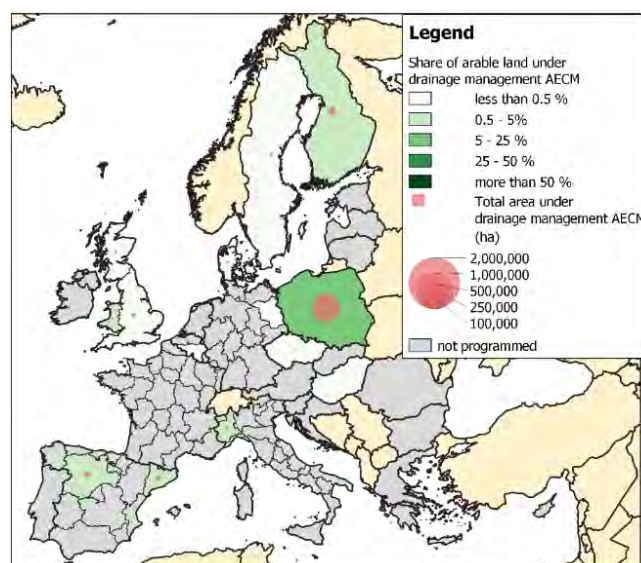 Legend
Share of arable land under
drainage management AECM
less than 0.5 %
0.5 - 5%
5 - 25 %
25 - 50 %
more than 50 %
Total area under
drainage management AECM
(ha)
2,000,000
1,000,000
500,000
250,000
100,000
not programmed